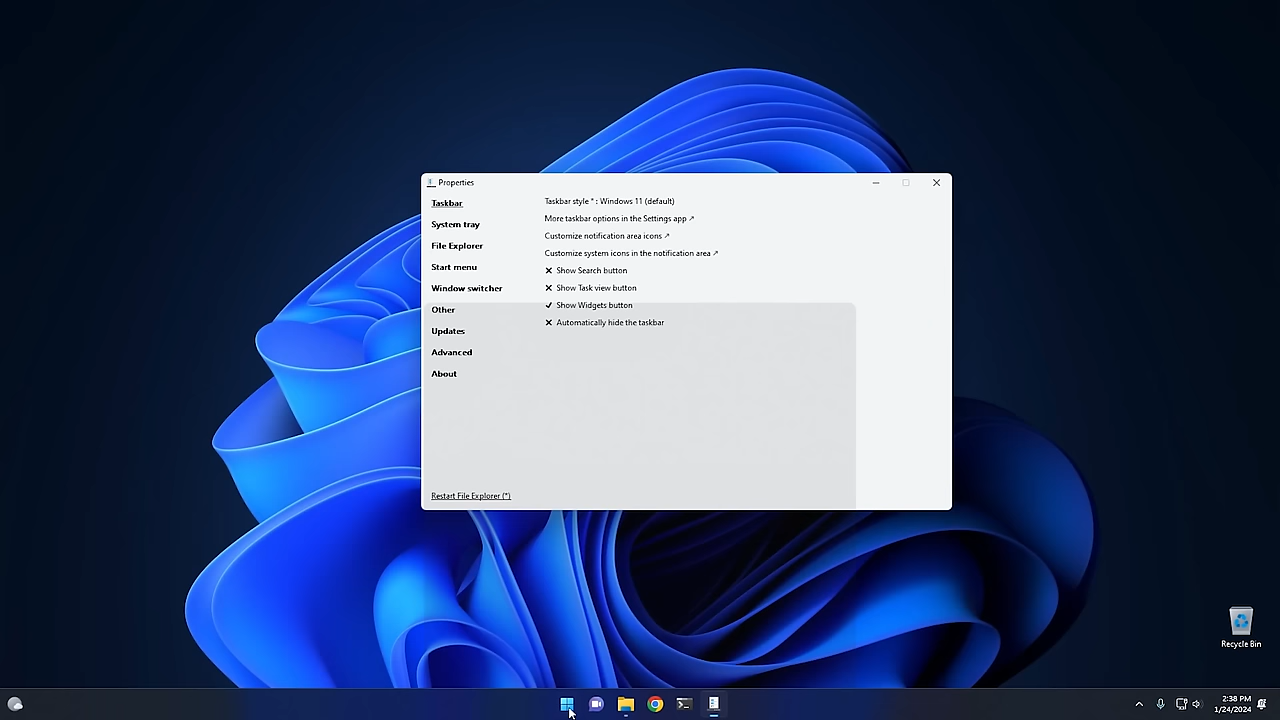 Properties
Taskbar
System tray
File Explorer
Start menu
Window switcher
Other
Updates
Advanced
About
Restart File Explorer (*)
Taskbar style * : Windows 11 (default)
More taskbar options in the Settings app ↗
Customize notification area icons ↗
Customize system icons in the notification area ↗
Show Search button
Show Task view button
Show Widgets button
Automatically hide the taskbar
Recycle Bin
2:38 PM
1/24/2024